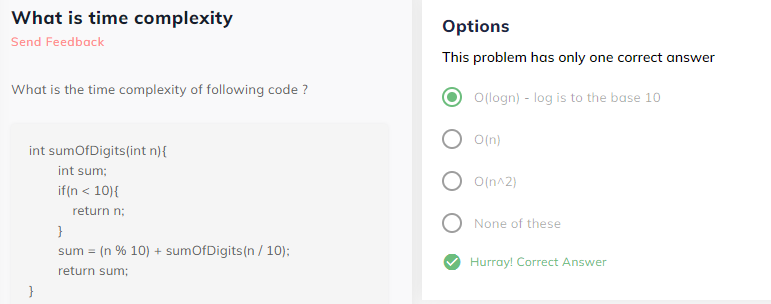 What is time complexity
Send Feedback
What is the time complexity of following code ?
int sumOfDigits(int n){
int sum;
if(n < 10){
return n;
}
sum = (n % 10) + sumOfDigits(n / 10);
return sum;
}
Options
This problem has only one correct answer
O(logn) - log is to the base 10
O(n)
O(n^2)
None of these
Hurray! Correct Answer